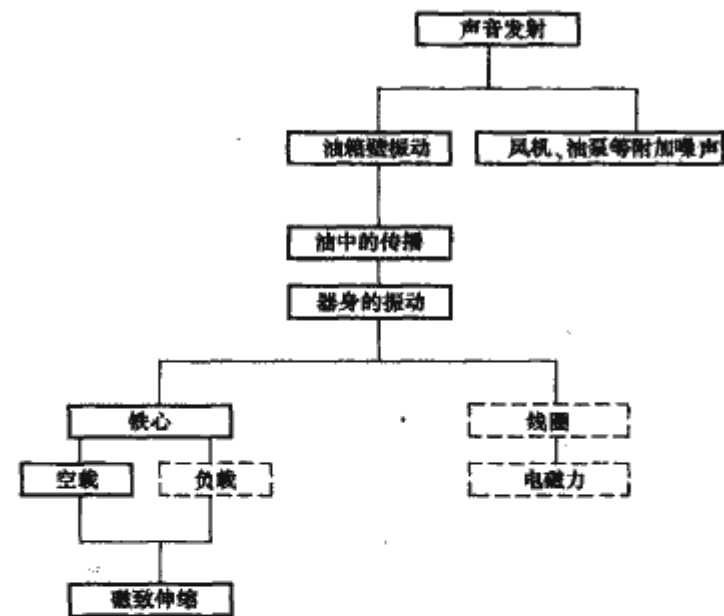 声音发射
油箱壁振动
风机、油泵等附加噪声
油中的传播
器身的振动
铁心
线圈
空载
负载
电磁力
磁致伸缩